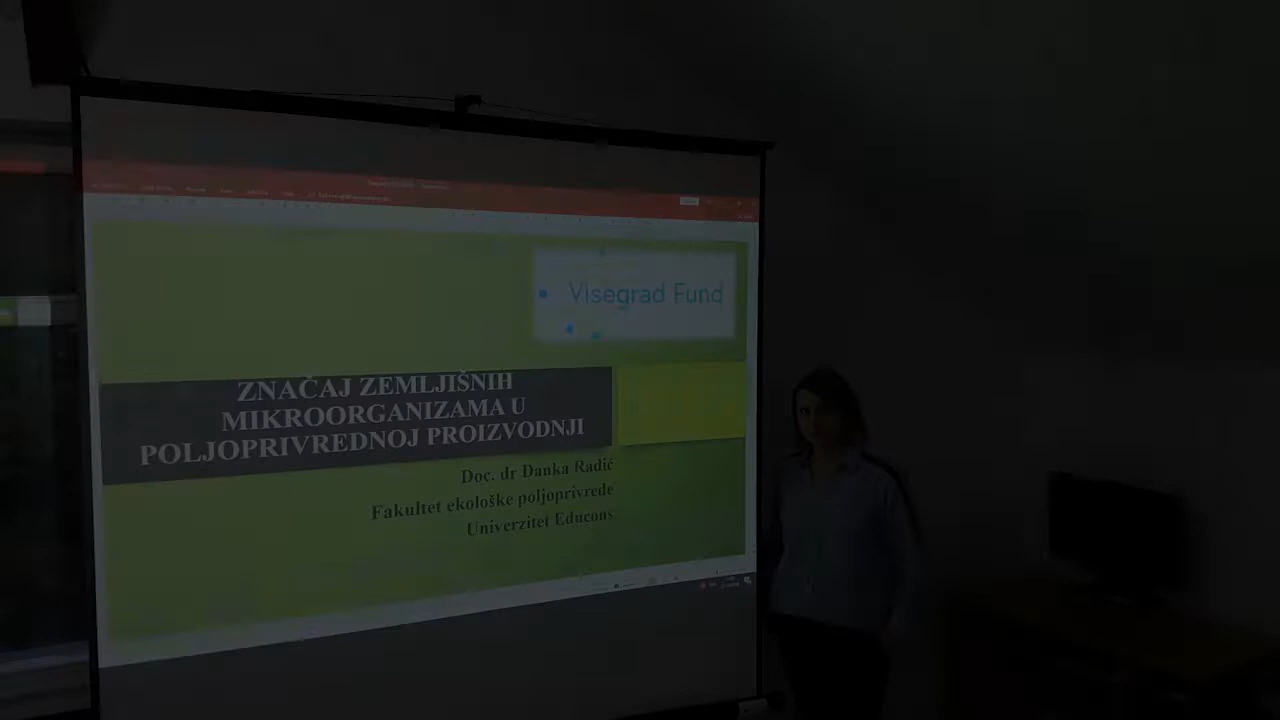 Visegrad Fund
ZNAČAJ ZEMLJIŠNIH
MIKROORGANIZAMA U
POLJOPRIVREDNOJ PROIZVODNJI
Doc. dr Danka Radić
Fakultet ekološke poljoprivrede
Univerzitet Educons